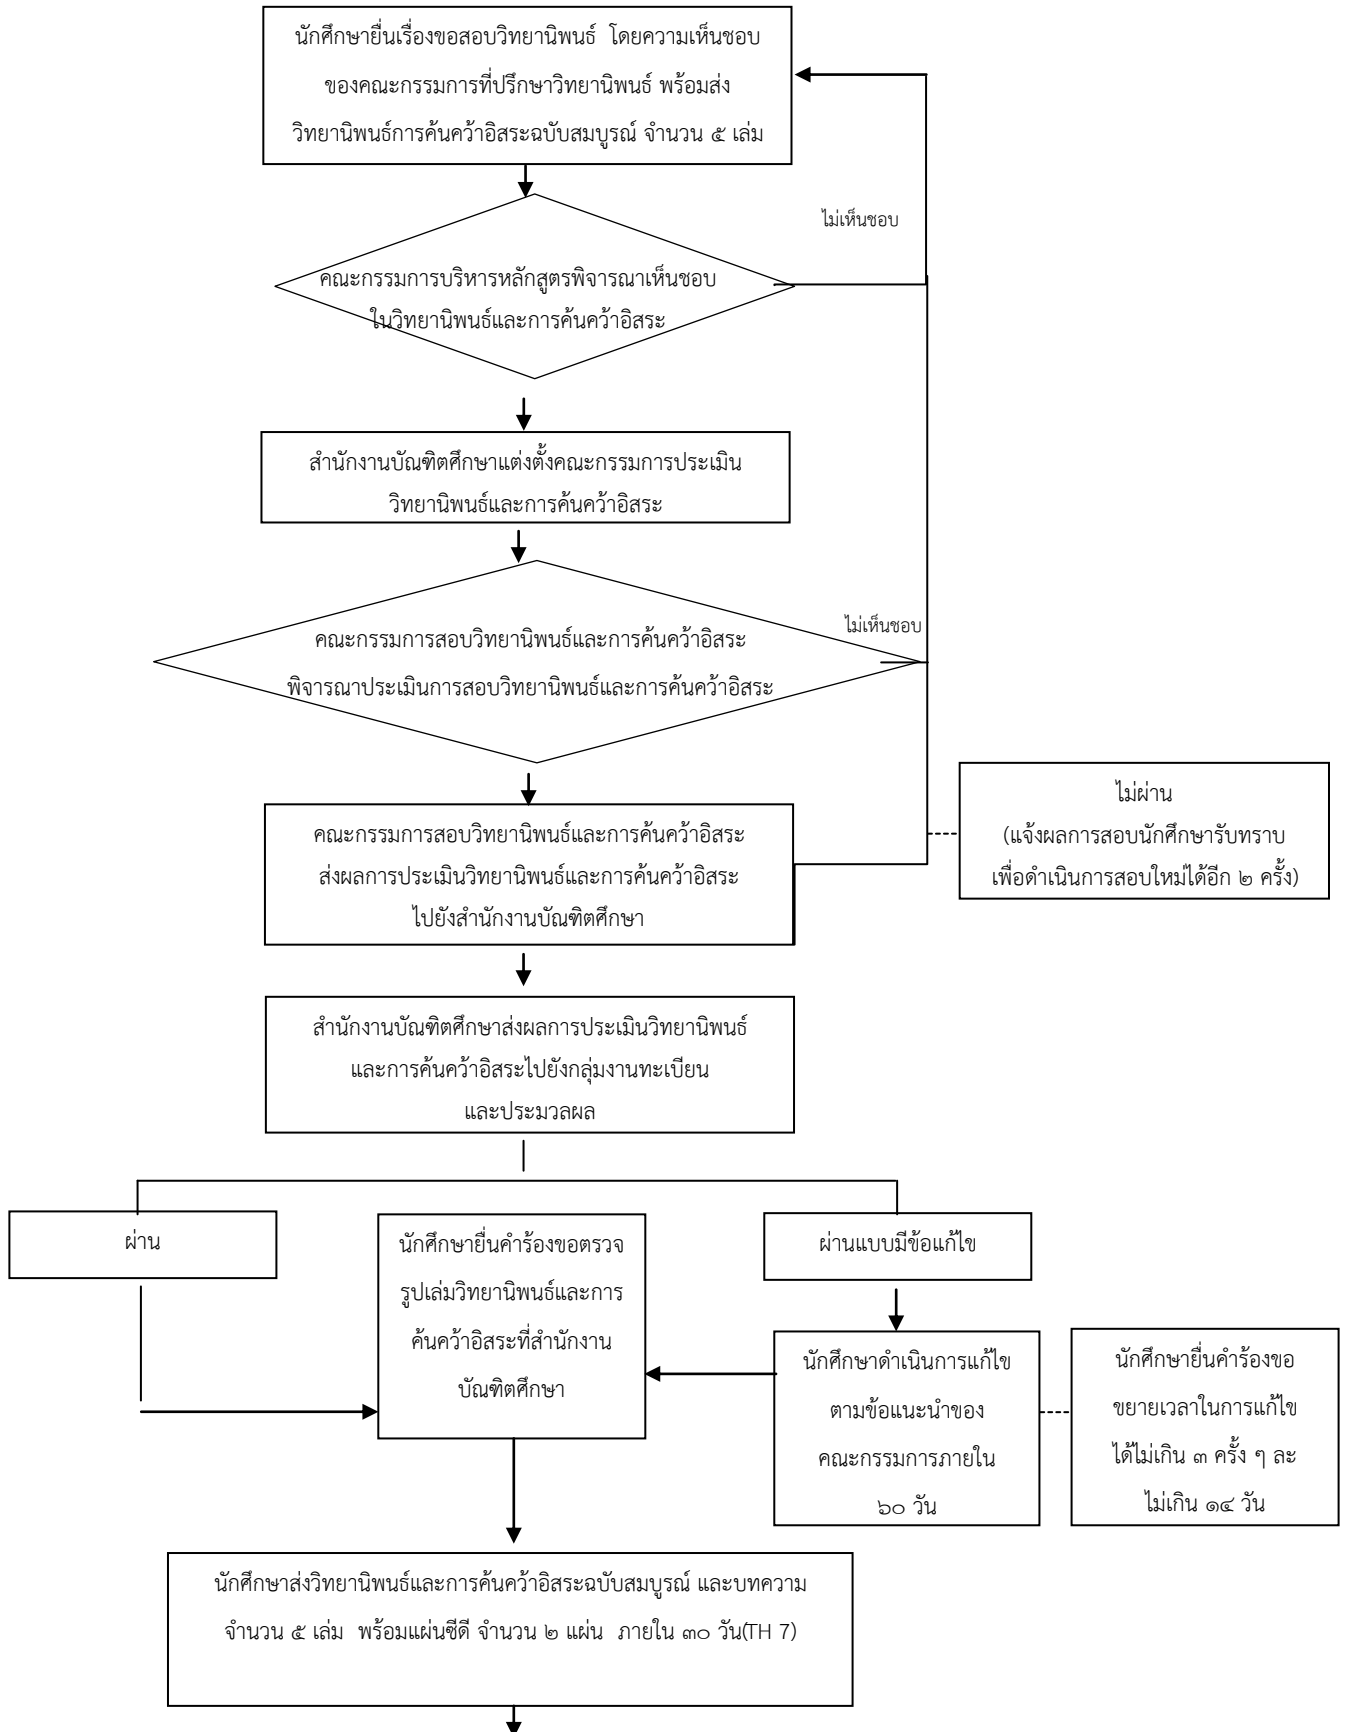 นักศึกษายื่นเรื่องขอสอบวิทยานิพนธ์ โดยความเห็นชอบ
ของคณะกรรมการที่ปรึกษาวิทยานิพนธ์ พร้อมส่ง
วิทยานิพนธ์การค้นคว้าอิสระฉบับสมบูรณ์ จำนวน ๕ เล่ม
ไม่เห็นชอบ
คณะกรรมการบริหารหลักสูตรพิจารณาเห็นชอบ
ในวิทยานิพนธ์และการค้นคว้าอิสระ
สำนักงานบัณฑิตศึกษาแต่งตั้งคณะกรรมการประเมิน
วิทยานิพนธ์และการค้นคว้าอิสระ
ไม่เห็นชอบ
คณะกรรมการสอบวิทยานิพนธ์และการค้นคว้าอิสระ
พิจารณาประเมินการสอบวิทยานิพนธ์และการค้นคว้าอิสระ
ไม่ผ่าน
(แจ้งผลการสอบนักศึกษารับทราบ
เพื่อดำเนินการสอบใหม่ได้อีก ๒ ครั้ง)
คณะกรรมการสอบวิทยานิพนธ์และการค้นคว้าอิสระ
ส่งผลการประเมินวิทยานิพนธ์และการค้นคว้าอิสระ
ไปยังสำนักงานบัณฑิตศึกษา
สำนักงานบัณฑิตศึกษาส่งผลการประเมินวิทยานิพนธ์
และการค้นคว้าอิสระไปยังกลุ่มงานทะเบียน
และประมวลผล
ผ่าน
นักศึกษายื่นคำร้องขอตรวจ
รูปเล่มวิทยานิพนธ์และการ
ค้นคว้าอิสระที่สำนักงาน
บัณฑิตศึกษา
ผ่านแบบมีข้อแก้ไข
นักศึกษาดำเนินการแก้ไข
ตามข้อแนะนำของ
คณะกรรมการภายใน
๖๐ วัน
นักศึกษายื่นคำร้องขอ
ขยายเวลาในการแก้ไข
ได้ไม่เกิน ๓ ครั้ง ๆ ละ
ไม่เกิน ๑๔ วัน
นักศึกษาส่งวิทยานิพนธ์และการค้นคว้าอิสระฉบับสมบูรณ์ และบทความ
จำนวน ๕ เล่ม พร้อมแผ่นซีดี จำนวน ๒ แผ่น ภายใน ๓๐ วัน(TH 7)